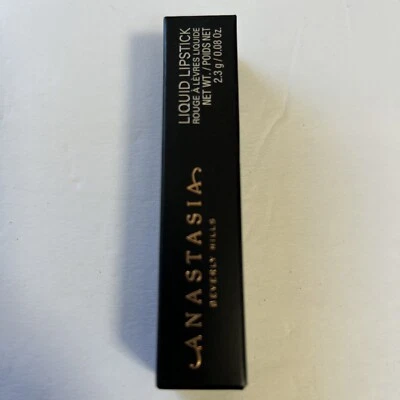 LIQUID LIPSTICK
ROUGE À LÈVRES LIQUIDE
NET WT. / POIDS NET
2.3 g / 0.08 Oz.
ANASTASIA
BEVERLY HILLS